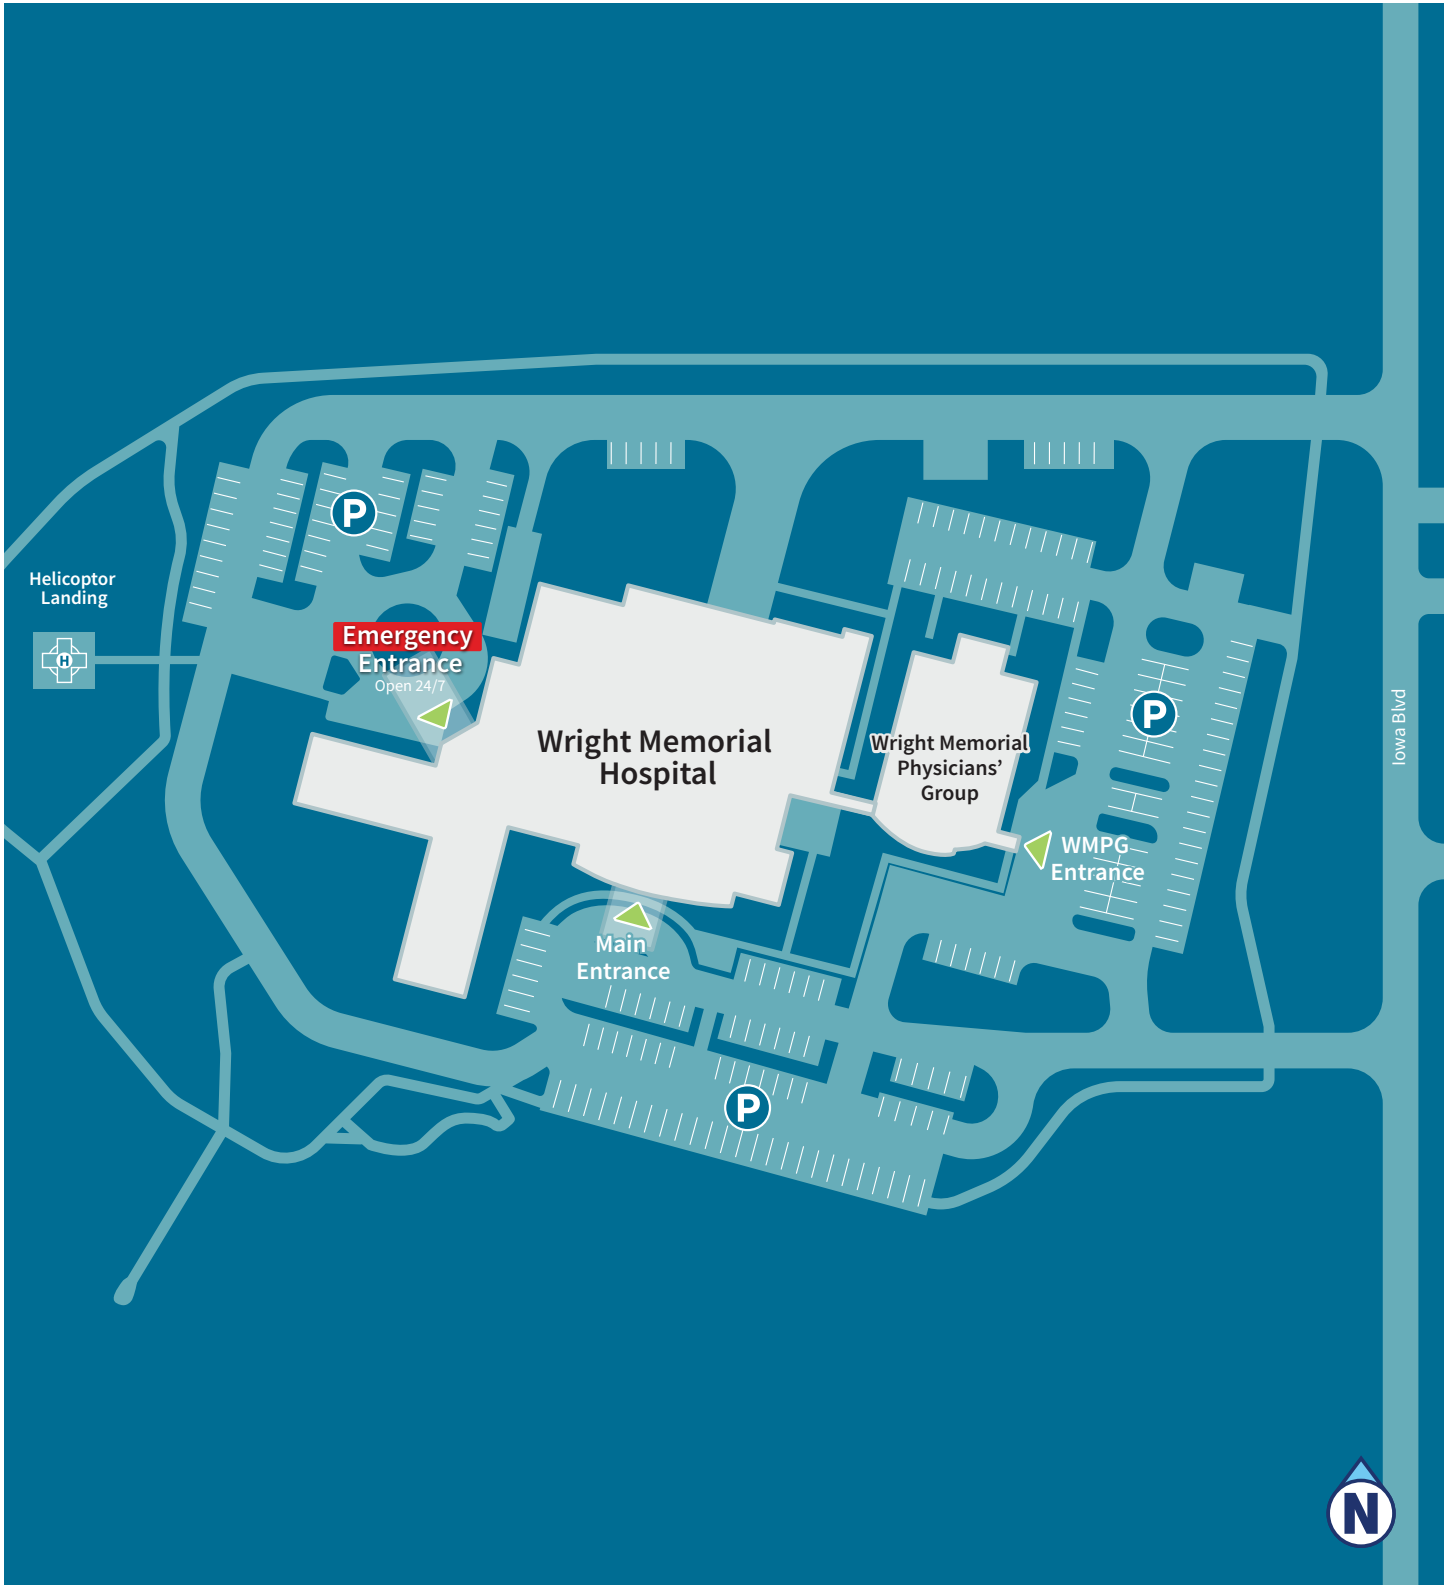 P
Helicoptor
Landing
H
Emergency
Entrance
Open 24/7
Wright Memorial
Hospital
Wright Memorial
Physicians’
Group
P
Iowa Blvd
WMPG
Entrance
Main
Entrance
P
N